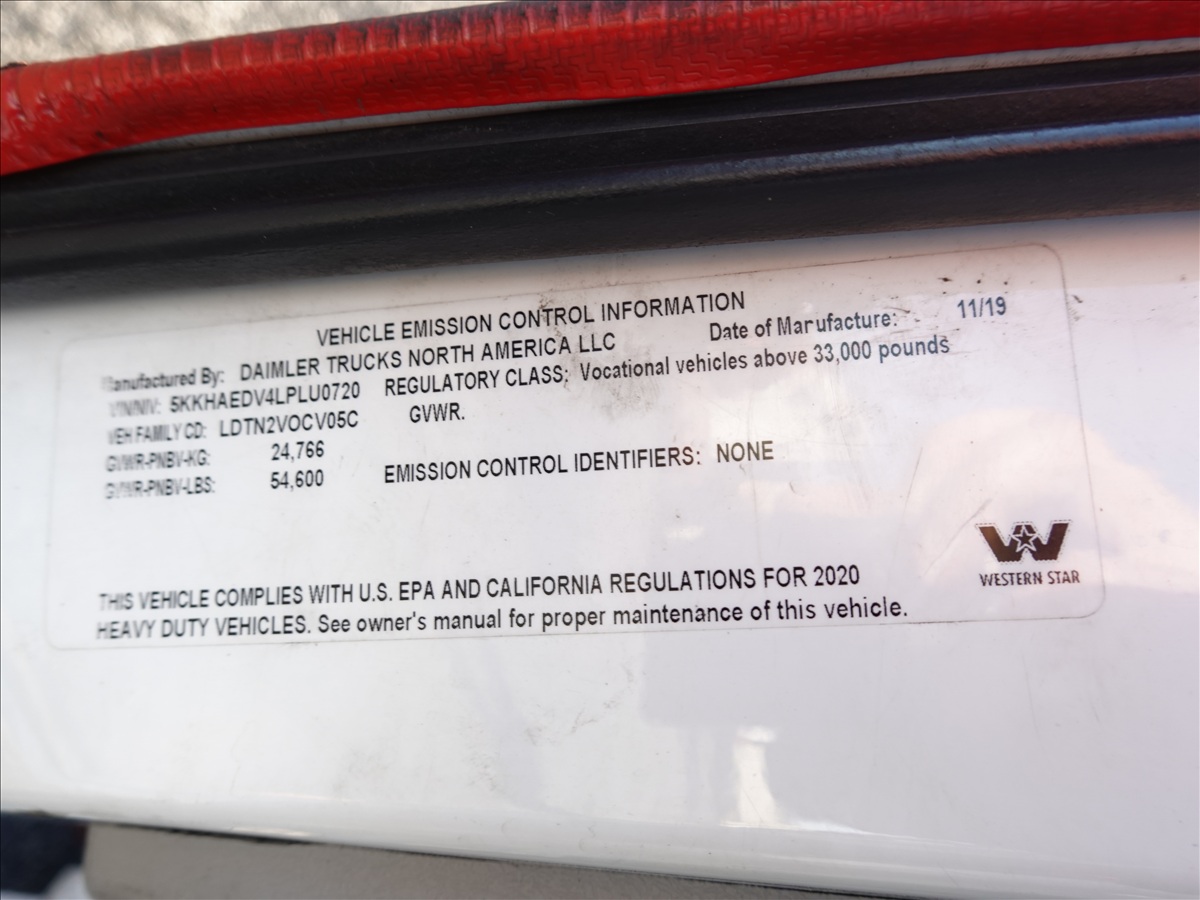 VEHICLE EMISSION CONTROL INFORMATION
Manufactured By: DAIMLER TRUCKS NORTH AMERICA LLC Date of Manufacture: 11/19
VIN/NIV: 5KKHAEDV4LPLU0720 REGULATORY CLASS: Vocational vehicles above 33,000 pounds
VEH FAMILY CD: LDTN2VOCV05C GVWR.
GVWR-PNBV-KG: 24,766
GVWR-PNBV-LBS: 54,600 EMISSION CONTROL IDENTIFIERS: NONE
THIS VEHICLE COMPLIES WITH U.S. EPA AND CALIFORNIA REGULATIONS FOR 2020
HEAVY DUTY VEHICLES. See owner's manual for proper maintenance of this vehicle.
WESTERN STAR